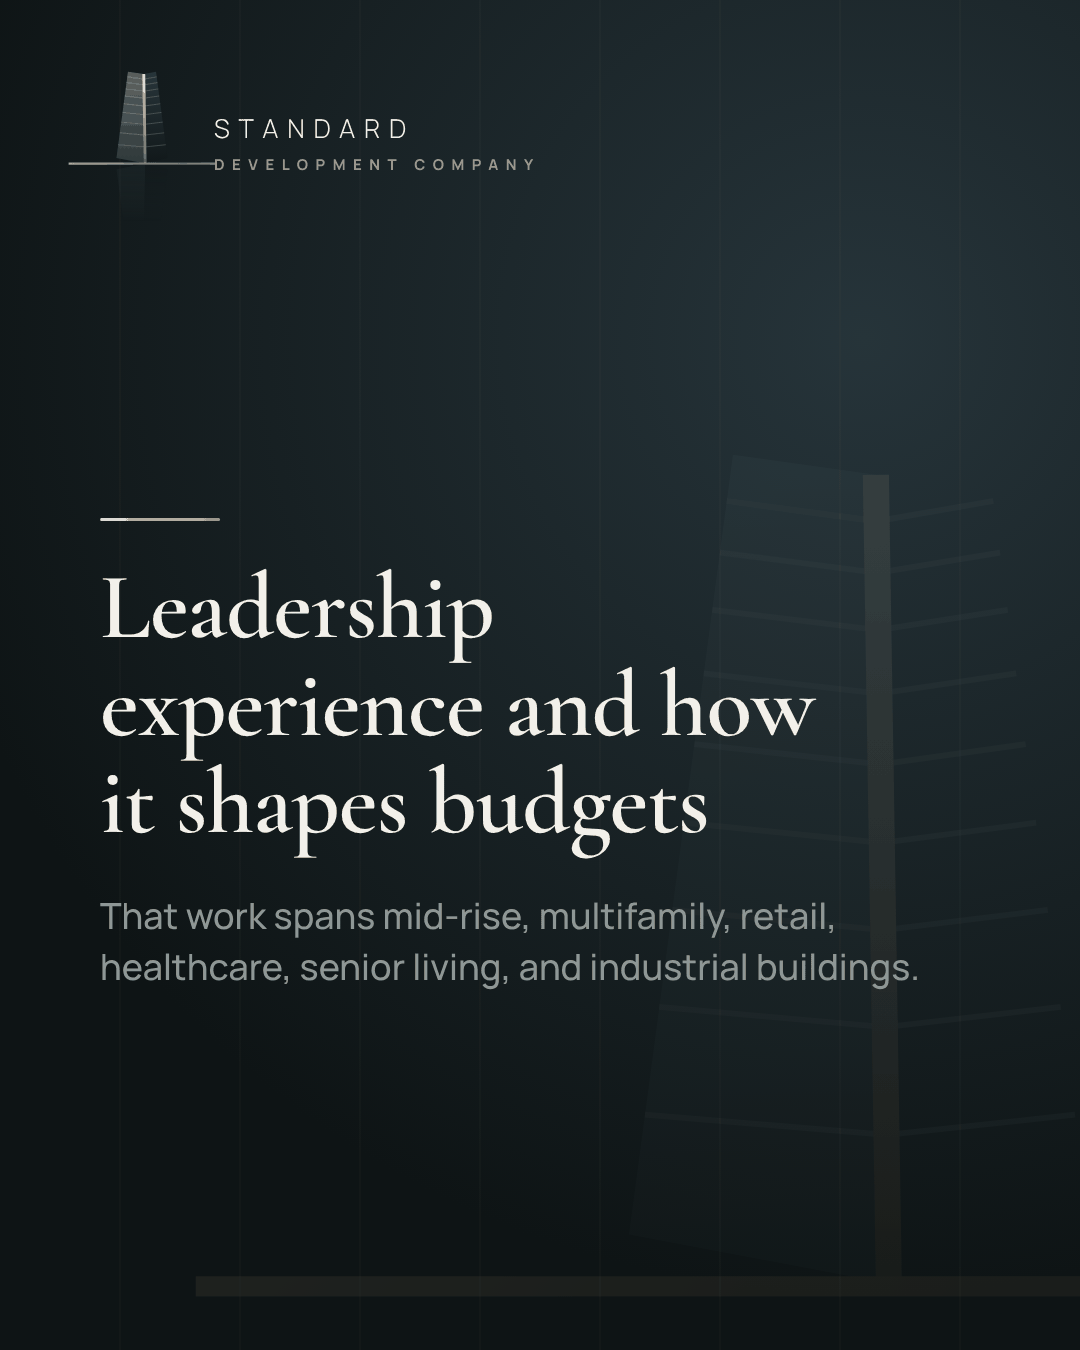 STANDARD
DEVELOPMENT COMPANY
Leadership
experience and how
it shapes budgets
That work spans mid-rise, multifamily, retail,
healthcare, senior living, and industrial buildings.